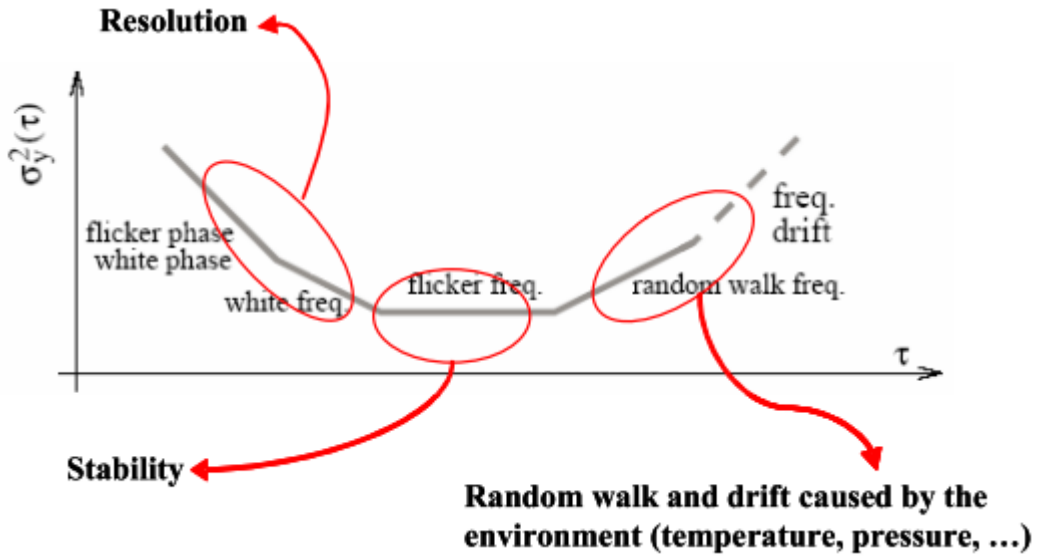 Resolution
σ²y(τ)
flicker phase
white phase
white freq.
flicker freq.
random walk freq.
freq.
drift
τ
Stability
Random walk and drift caused by the
environment (temperature, pressure, …)